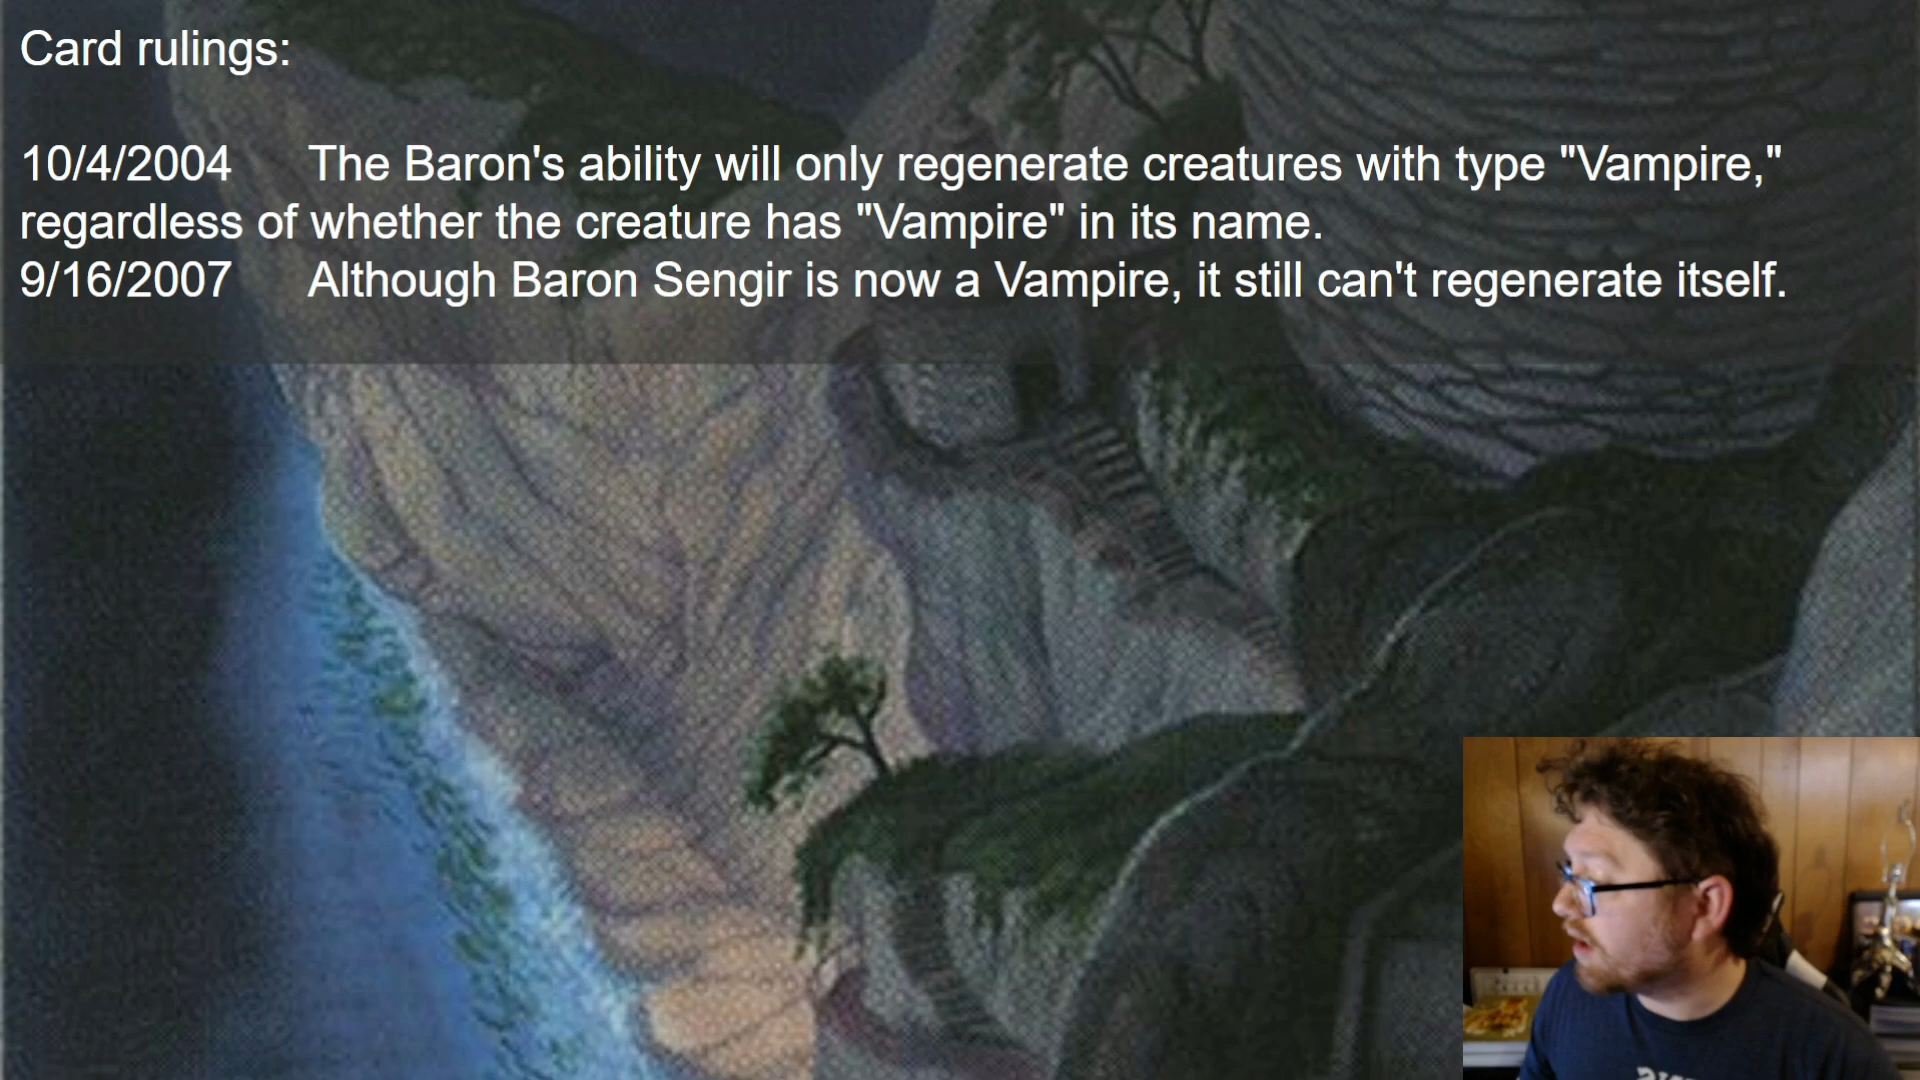 Card rulings:
10/4/2004 The Baron's ability will only regenerate creatures with type "Vampire,"
regardless of whether the creature has "Vampire" in its name.
9/16/2007 Although Baron Sengir is now a Vampire, it still can't regenerate itself.